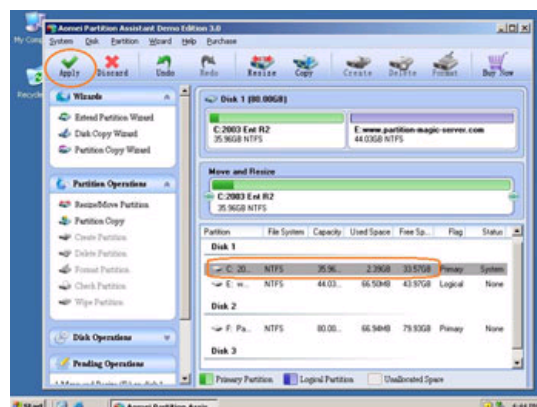 My Comp
Recycle
Aomei Partition Assistant Demo Edition 3.0
System Disk Partition Wizard Help Purchase
Apply Discard Undo Redo Resize Copy Create Delete Format Buy Now
Wizards
Extend Partition Wizard
Disk Copy Wizard
Partition Copy Wizard
Partition Operations
Resize/Move Partition
Partition Copy
Create Partition
Delete Partition
Format Partition
Check Partition
Wipe Partition
Disk Operations
Pending Operations
Disk 1 (80.00GB)
C:2003 Ent R2
35.96GB NTFS
E:www.partition-magic-server.com
44.03GB NTFS
Move and Resize
C:2003 Ent R2
35.96GB NTFS
Partition File System Capacity Used Space Free Sp... Flag Status
Disk 1
C: 20... NTFS 35.96... 2.39GB 33.57GB Primary System
E: w... NTFS 44.03... 66.50MB 43.97GB Logical None
Disk 2
F: Pa... NTFS 80.00... 66.94MB 79.93GB Primary None
Disk 3
Primary Partition Logical Partition Unallocated Space
Start
Aomei Partition Assis...